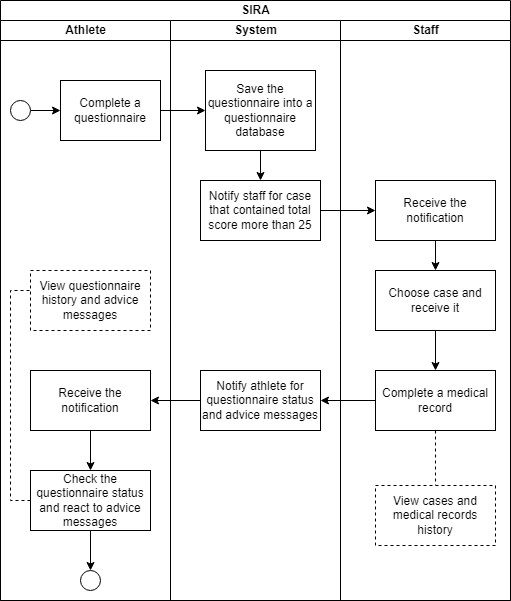 SIRA
Athlete
System
Staff
Complete a
questionnaire
Save the
questionnaire into a
questionnaire
database
Notify staff for case
that contained total
score more than 25
Receive the
notification
View questionnaire
history and advice
messages
Choose case and
receive it
Receive the
notification
Notify athlete for
questionnaire status
and advice messages
Complete a medical
record
Check the
questionnaire status
and react to advice
messages
View cases and
medical records
history